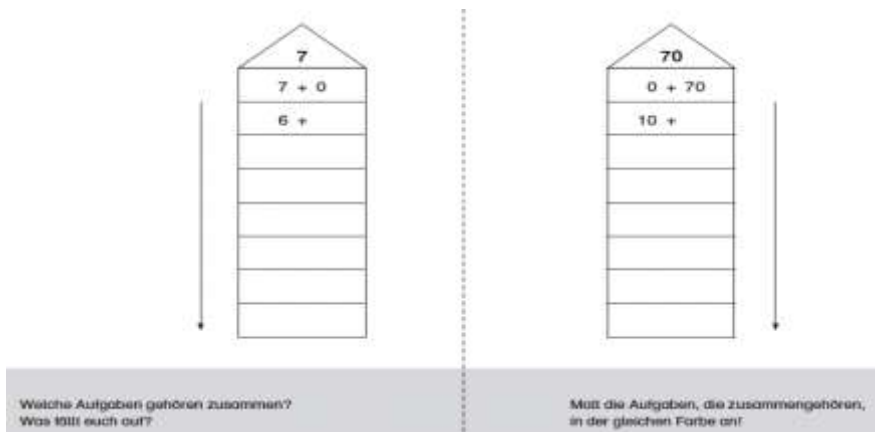 7
7 + 0
6 +
70
0 + 70
10 +
Welche Aufgaben gehören zusammen?
Was fällt euch auf?
Malt die Aufgaben, die zusammengehören,
in der gleichen Farbe an!